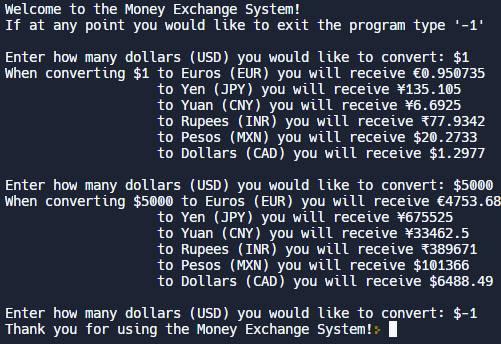 Welcome to the Money Exchange System!
If at any point you would like to exit the program type '-1'
Enter how many dollars (USD) you would like to convert: $1
When converting $1 to Euros (EUR) you will receive €0.950735
to Yen (JPY) you will receive ¥135.105
to Yuan (CNY) you will receive ¥6.6925
to Rupees (INR) you will receive ₹77.9342
to Pesos (MXN) you will receive $20.2733
to Dollars (CAD) you will receive $1.2977
Enter how many dollars (USD) you would like to convert: $5000
When converting $5000 to Euros (EUR) you will receive €4753.68
to Yen (JPY) you will receive ¥675525
to Yuan (CNY) you will receive ¥33462.5
to Rupees (INR) you will receive ₹389671
to Pesos (MXN) you will receive $101366
to Dollars (CAD) you will receive $6488.49
Enter how many dollars (USD) you would like to convert: $-1
Thank you for using the Money Exchange System!